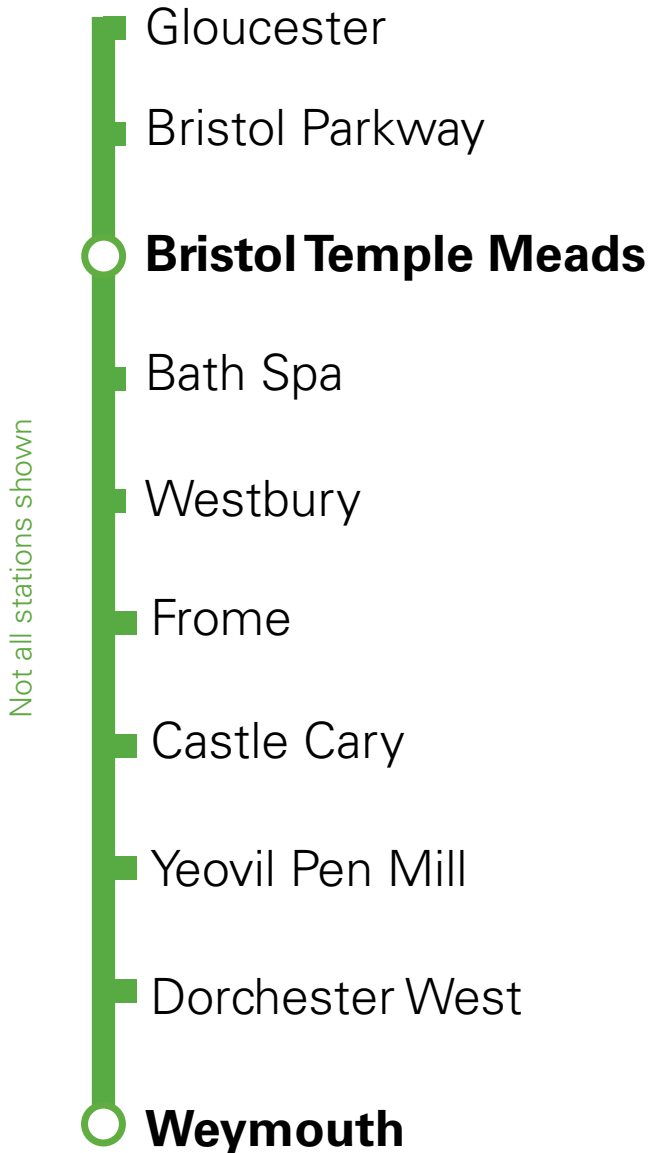 Gloucester
Bristol Parkway
Bristol Temple Meads
Bath Spa
Westbury
Frome
Castle Cary
Yeovil Pen Mill
Dorchester West
Weymouth
Not all stations shown